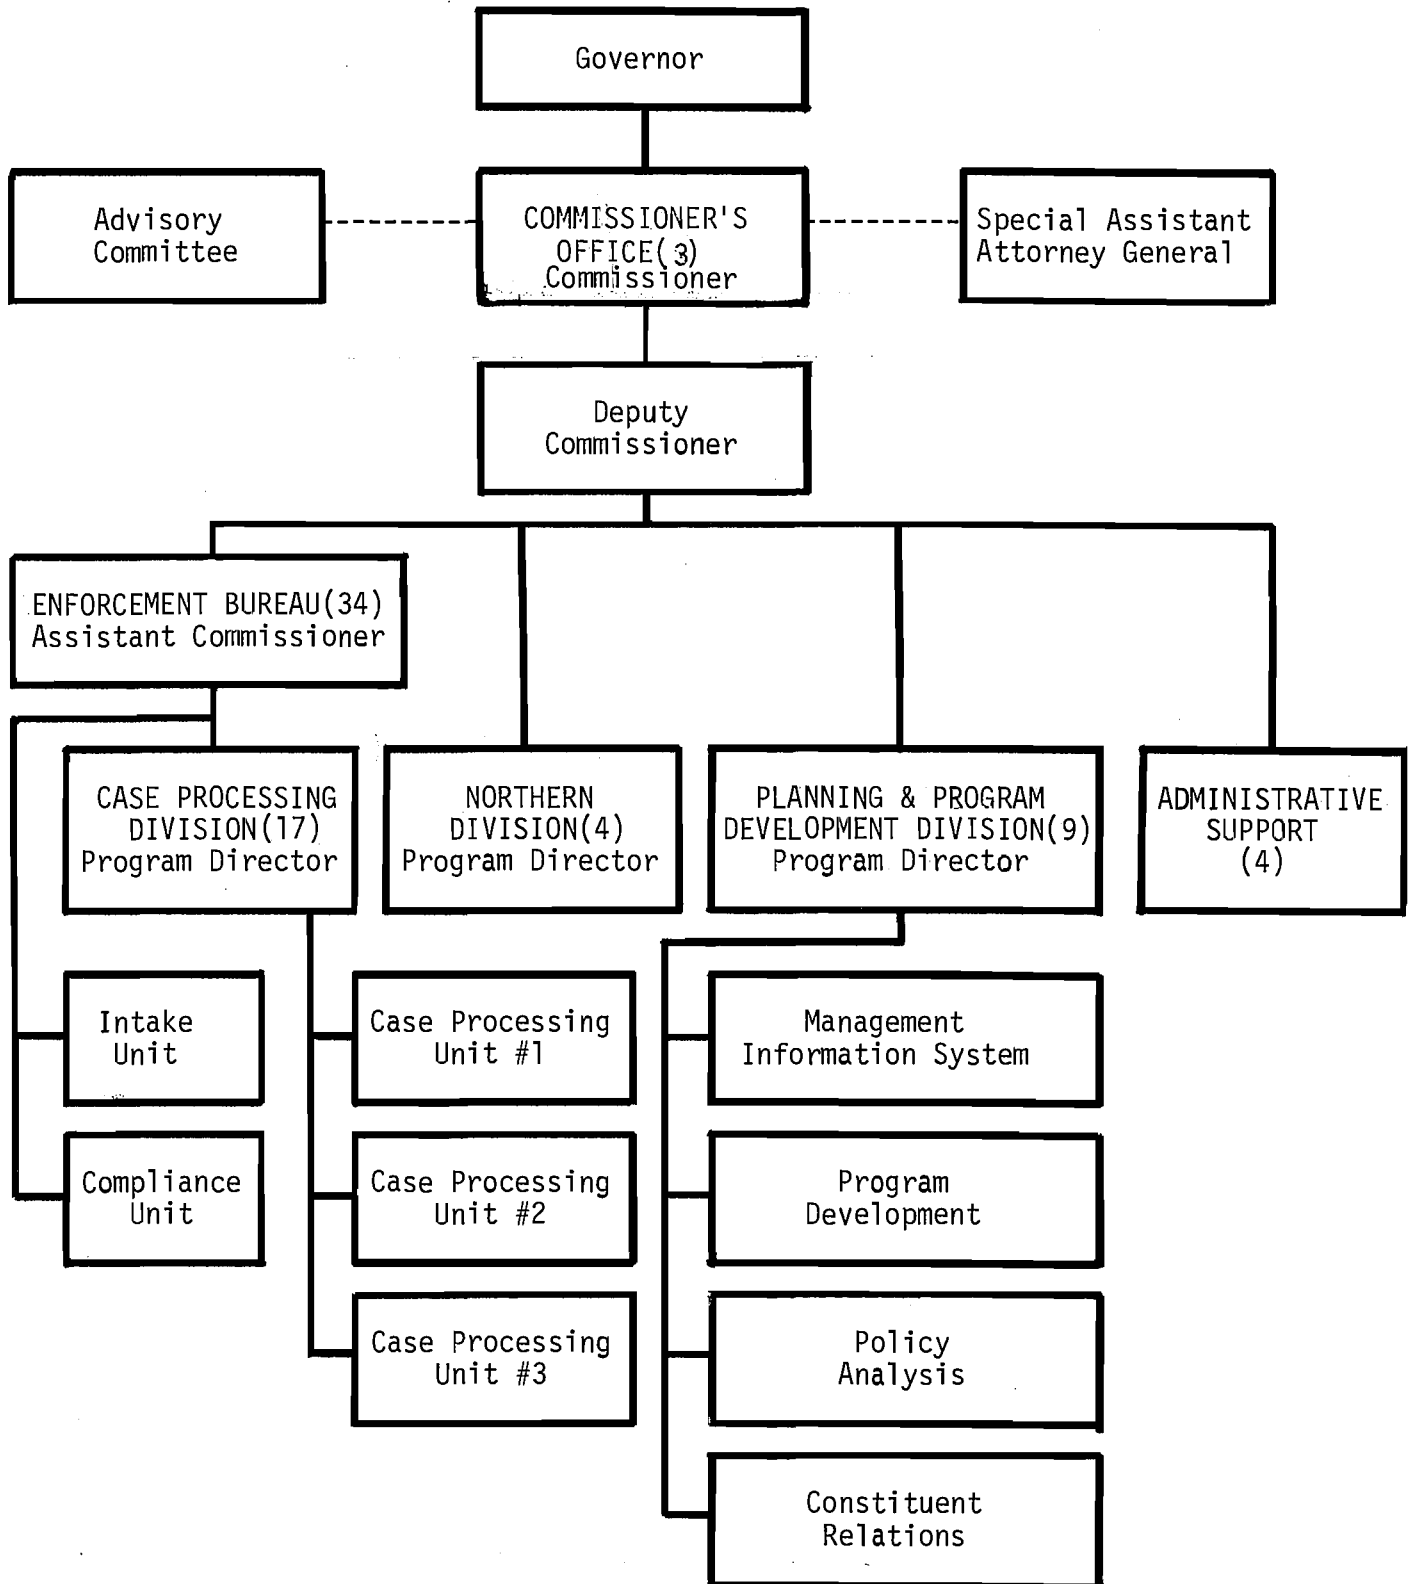 Governor
Advisory
Committee
COMMISSIONER'S
OFFICE(3)
Commissioner
Special Assistant
Attorney General
Deputy
Commissioner
ENFORCEMENT BUREAU(34)
Assistant Commissioner
CASE PROCESSING
DIVISION(17)
Program Director
NORTHERN
DIVISION(4)
Program Director
PLANNING & PROGRAM
DEVELOPMENT DIVISION(9)
Program Director
ADMINISTRATIVE
SUPPORT
(4)
Intake
Unit
Case Processing
Unit #1
Management
Information System
Compliance
Unit
Case Processing
Unit #2
Program
Development
Case Processing
Unit #3
Policy
Analysis
Constituent
Relations